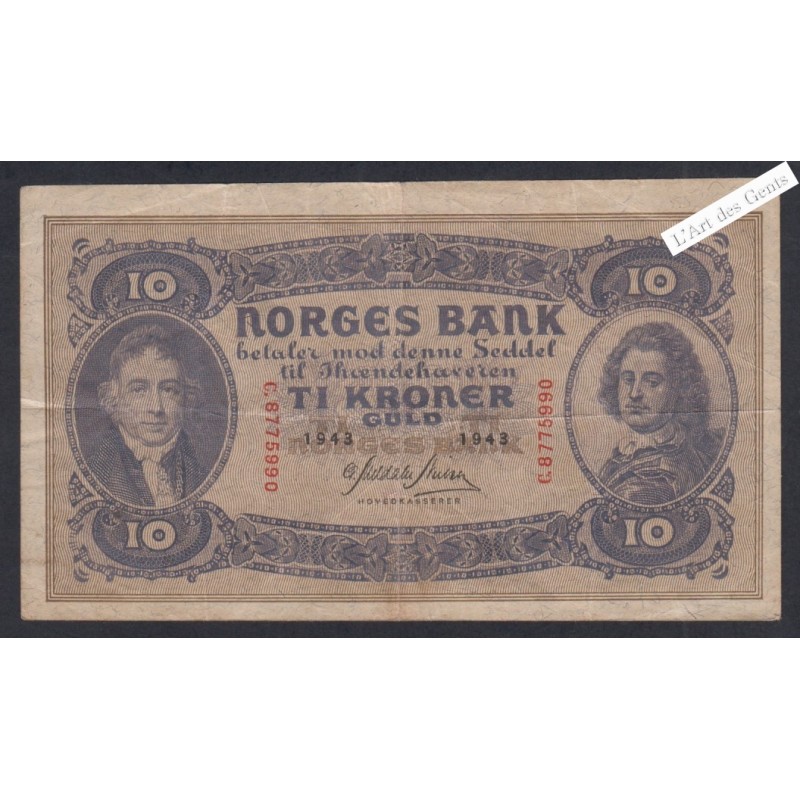 L'Art des Gents
10
10
NORGES BANK
betaler mod denne Seddel
til Ihændehaveren
TI KRONER
GULD
1943 1943
NORGES BANK
G.8775990
G.8775990
HOVEDKASSERER
10
10